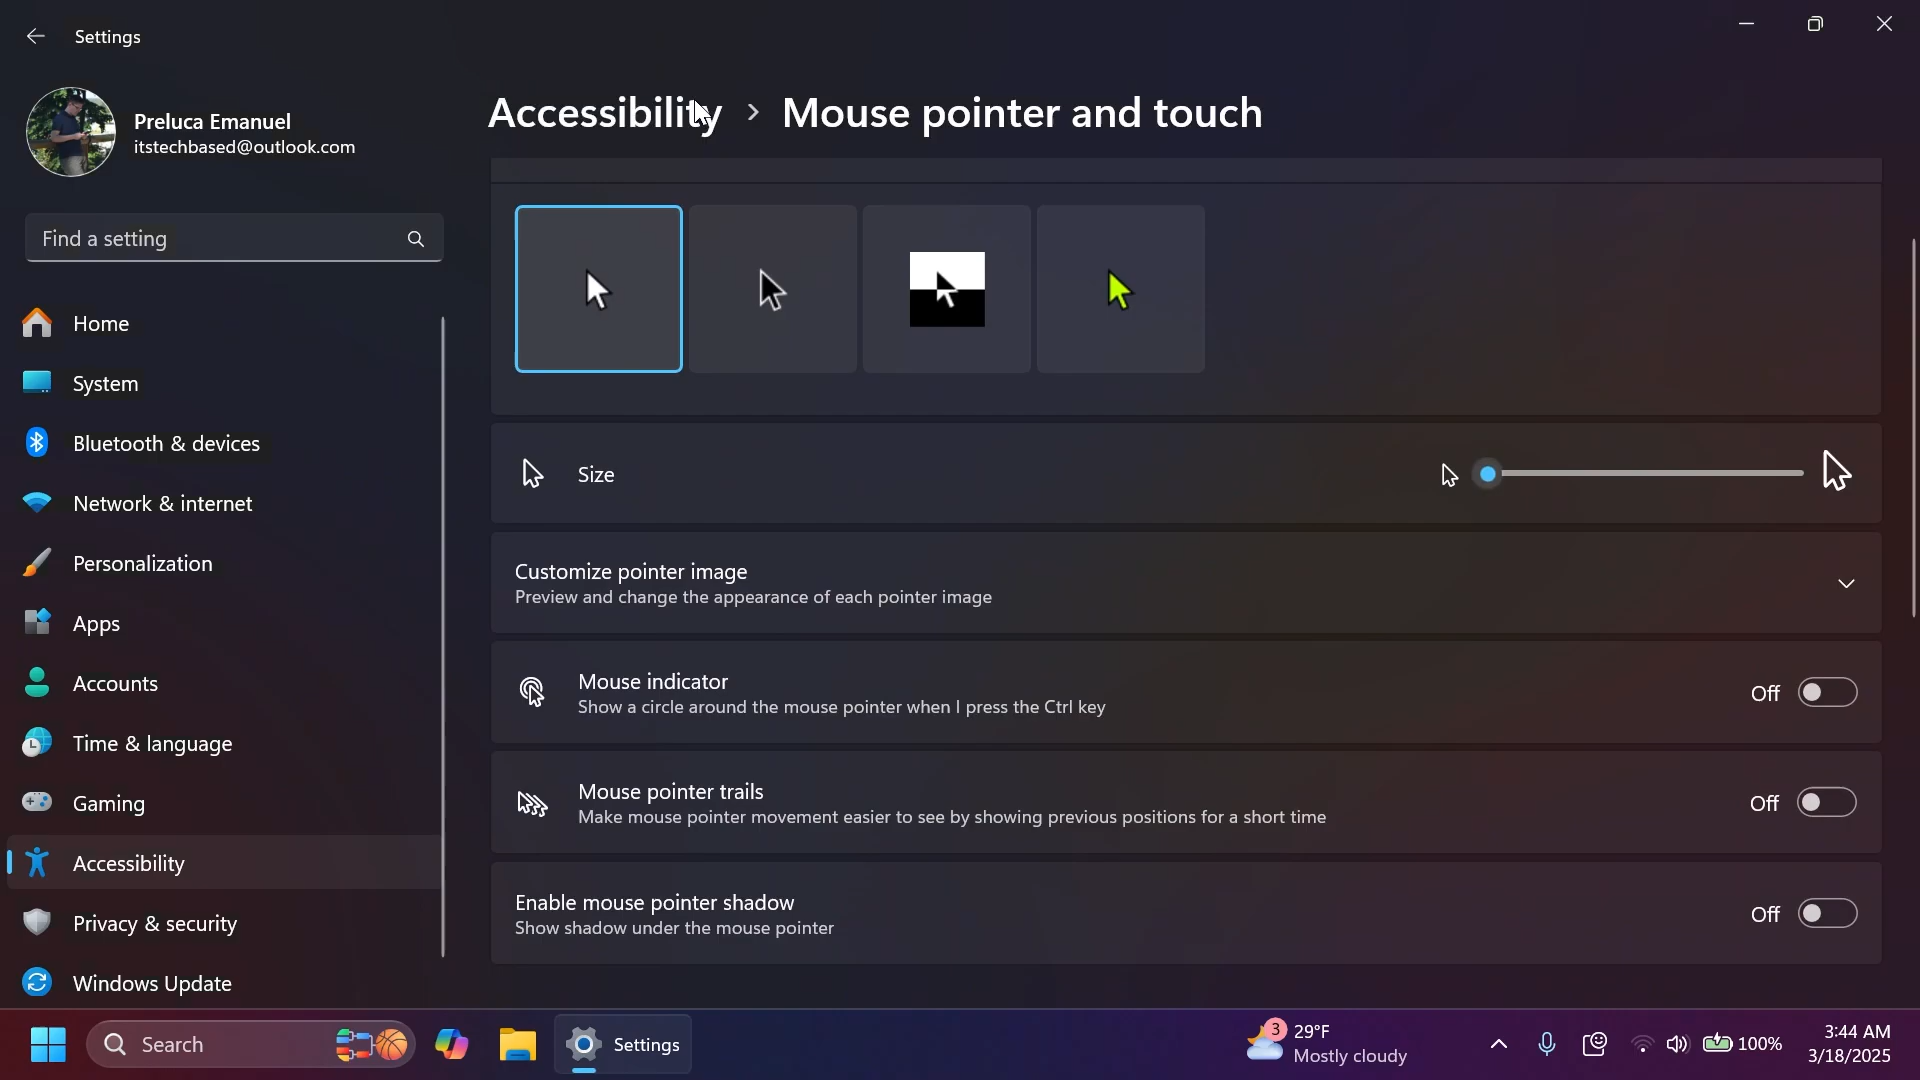 Settings
Preluca Emanuel
itstechbased@outlook.com
Find a setting
Home
System
Bluetooth & devices
Network & internet
Personalization
Apps
Accounts
Time & language
Gaming
Accessibility
Privacy & security
Windows Update
Accessibility > Mouse pointer and touch
Size
Customize pointer image
Preview and change the appearance of each pointer image
Mouse indicator
Show a circle around the mouse pointer when I press the Ctrl key
Off
Mouse pointer trails
Make mouse pointer movement easier to see by showing previous positions for a short time
Off
Enable mouse pointer shadow
Show shadow under the mouse pointer
Off
Search
Settings
3
29°F
Mostly cloudy
100%
3:44 AM
3/18/2025